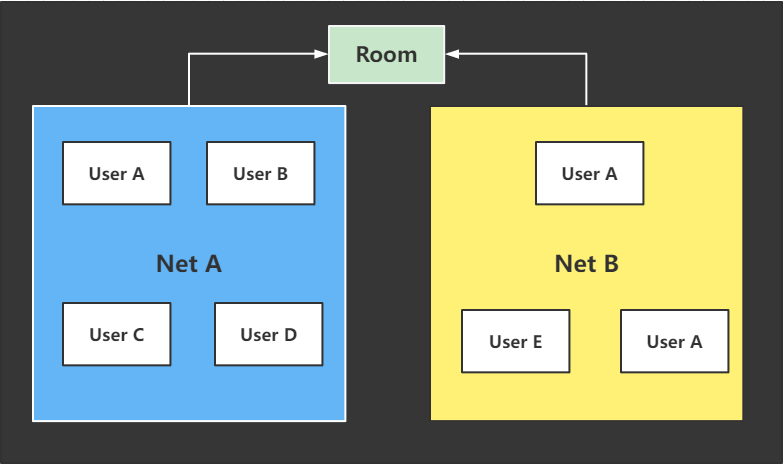 Room
User A
User B
Net A
User C
User D
User A
Net B
User E
User A